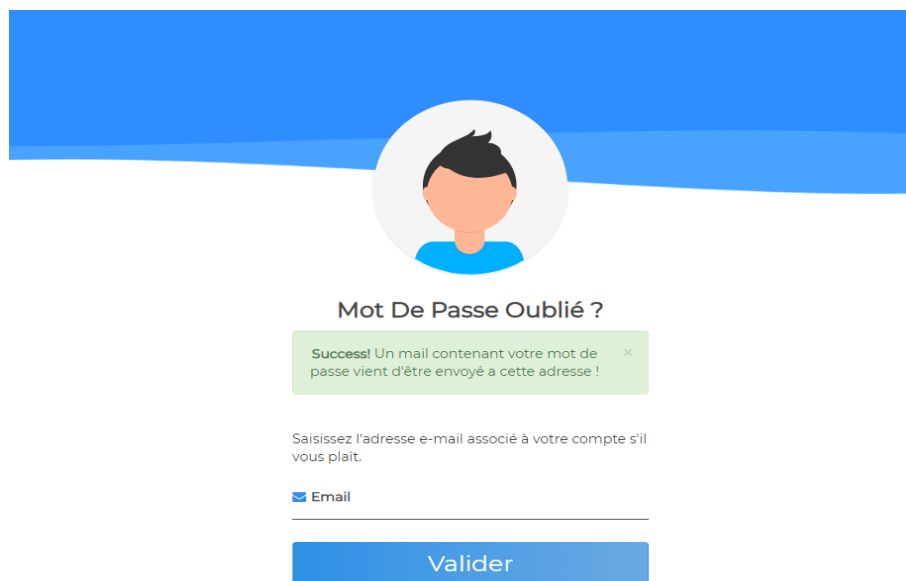 Mot De Passe Oublié ?
Success! Un mail contenant votre mot de ×
passe vient d'être envoyé a cette adresse !
Saisissez l'adresse e-mail associé à votre compte s'il
vous plaît.
Email
Valider